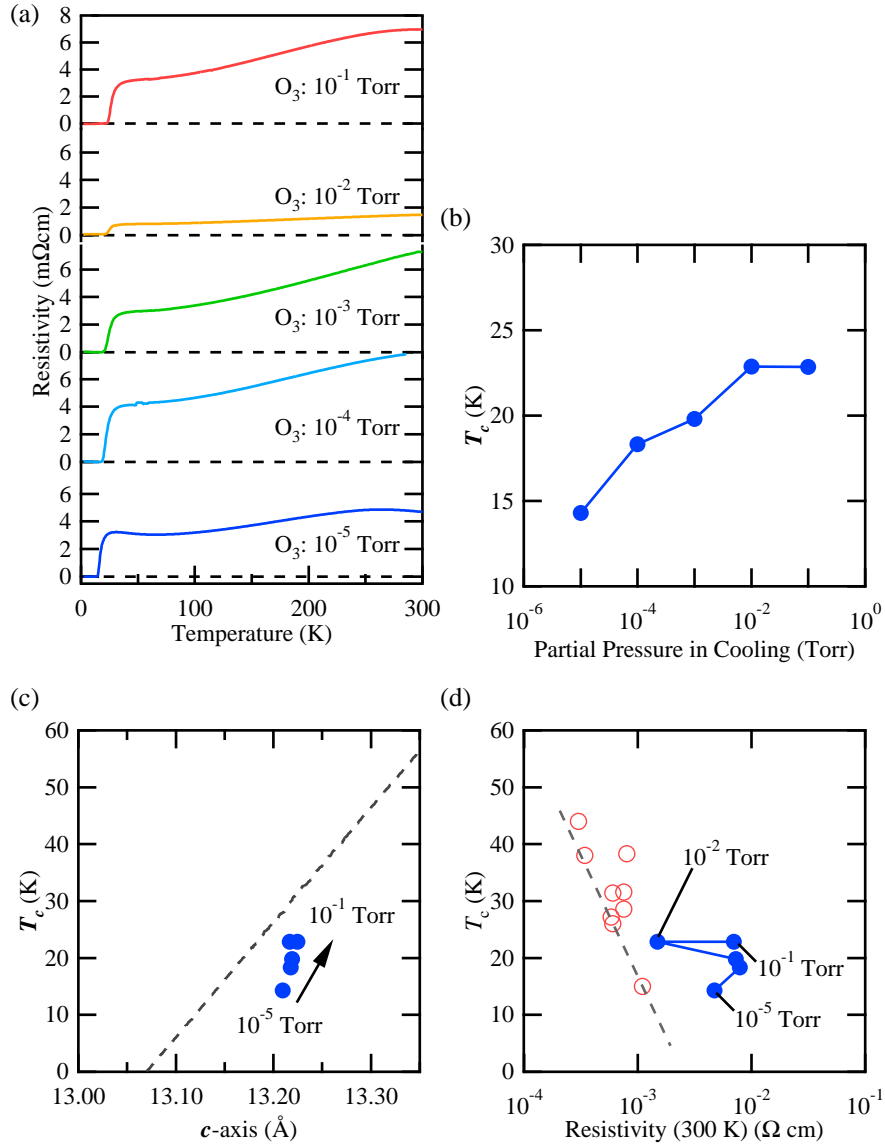 (a)
8
6
4
2
0
O3: 10-1 Torr
6
4
2
0
O3: 10-2 Torr
6
4
2
0
O3: 10-3 Torr
6
4
2
0
O3: 10-4 Torr
6
4
2
0
O3: 10-5 Torr
Resistivity (mΩcm)
0 100 200 300
Temperature (K)
(b)
30
25
20
15
10
Tc (K)
10-6 10-4 10-2 100
Partial Pressure in Cooling (Torr)
(c)
60
50
40
30
20
10
0
Tc (K)
10-1 Torr
10-5 Torr
13.00 13.10 13.20 13.30
c-axis (Å)
(d)
60
50
40
30
20
10
0
Tc (K)
10-2 Torr
10-1 Torr
10-5 Torr
10-4 10-3 10-2 10-1
Resistivity (300 K) (Ω cm)